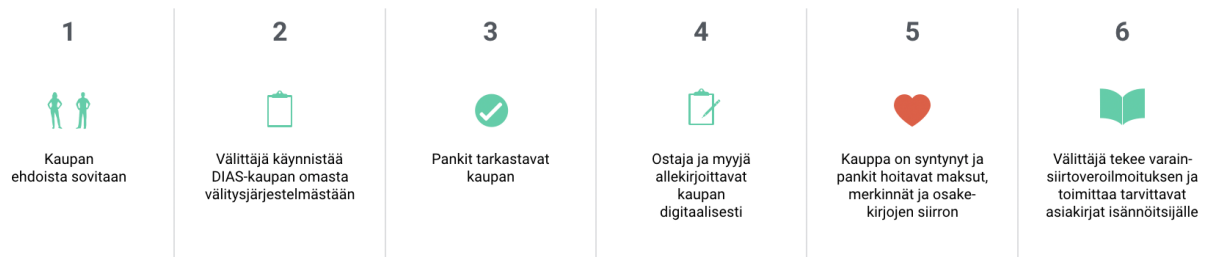 1
Kaupan
ehdoista sovitaan
2
Välittäjä käynnistää
DIAS-kaupan omasta
välitysjärjestelmästään
3
Pankit tarkastavat
kaupan
4
Ostaja ja myyjä
allekirjoittavat
kaupan
digitaalisesti
5
Kauppa on syntynyt ja
pankit hoitavat maksut,
merkinnät ja osake-
kirjojen siirron
6
Välittäjä tekee varain-
siirtoveroilmoituksen ja
toimittaa tarvittavat
asiakirjat isännöitsijälle